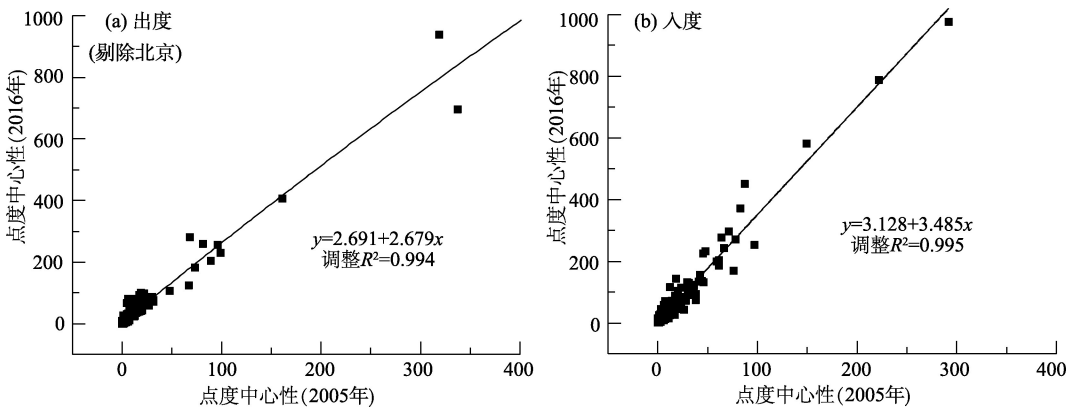 (a) 出度
(剔除北京)
1000
800
600
400
200
0
点度中心性(2016年)
y=2.691+2.679x
调整R²=0.994
0 100 200 300 400
点度中心性(2005年)
(b) 入度
1000
800
600
400
200
0
点度中心性(2016年)
y=3.128+3.485x
调整R²=0.995
0 100 200 300 400
点度中心性(2005年)